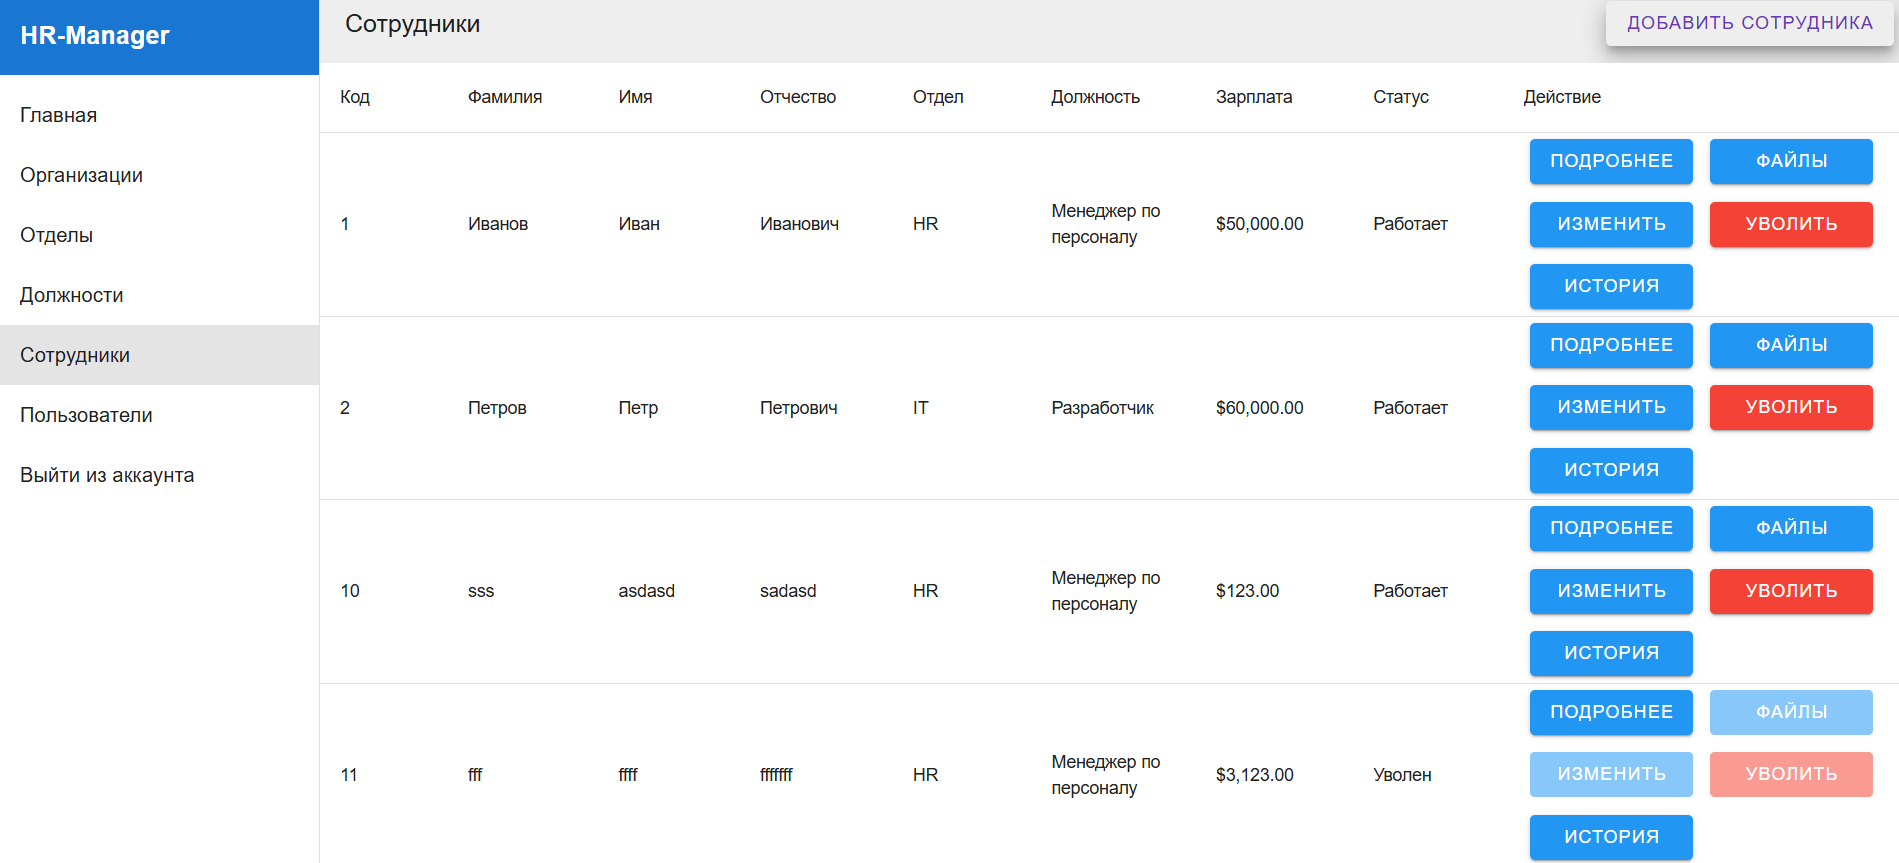 HR-Manager
Главная
Организации
Отделы
Должности
Сотрудники
Пользователи
Выйти из аккаунта
Сотрудники
ДОБАВИТЬ СОТРУДНИКА
Код Фамилия Имя Отчество Отдел Должность Зарплата Статус Действие
ПОДРОБНЕЕ ФАЙЛЫ
1 Иванов Иван Иванович HR Менеджер по персоналу $50,000.00 Работает ИЗМЕНИТЬ УВОЛИТЬ
ИСТОРИЯ
ПОДРОБНЕЕ ФАЙЛЫ
2 Петров Петр Петрович IT Разработчик $60,000.00 Работает ИЗМЕНИТЬ УВОЛИТЬ
ИСТОРИЯ
ПОДРОБНЕЕ ФАЙЛЫ
10 sss asdasd sadasd HR Менеджер по персоналу $123.00 Работает ИЗМЕНИТЬ УВОЛИТЬ
ИСТОРИЯ
ПОДРОБНЕЕ ФАЙЛЫ
11 fff ffff fffffff HR Менеджер по персоналу $3,123.00 Уволен ИЗМЕНИТЬ УВОЛИТЬ
ИСТОРИЯ